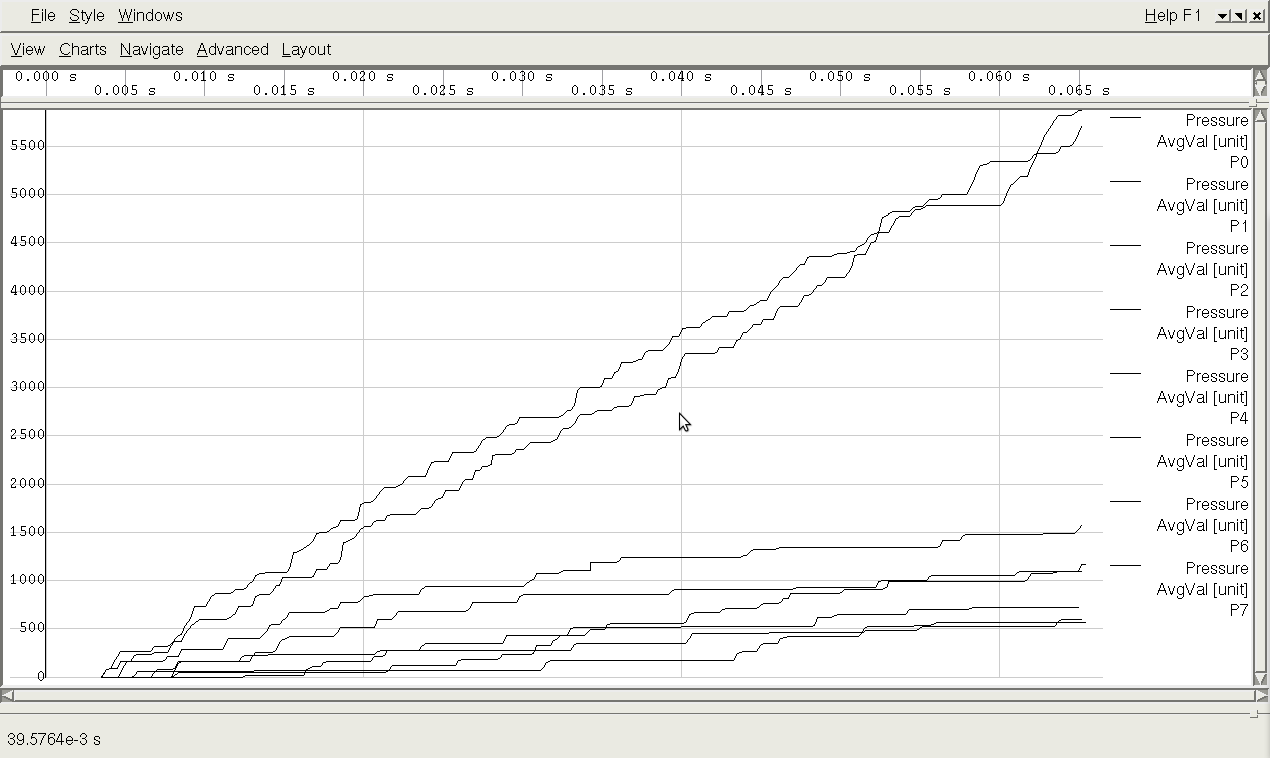 File Style Windows Help F1
View Charts Navigate Advanced Layout
0.000 s 0.010 s 0.020 s 0.030 s 0.040 s 0.050 s 0.060 s
0.005 s 0.015 s 0.025 s 0.035 s 0.045 s 0.055 s 0.065 s
5500
5000
4500
4000
3500
3000
2500
2000
1500
1000
500
0
Pressure
AvgVal [unit]
P0
Pressure
AvgVal [unit]
P1
Pressure
AvgVal [unit]
P2
Pressure
AvgVal [unit]
P3
Pressure
AvgVal [unit]
P4
Pressure
AvgVal [unit]
P5
Pressure
AvgVal [unit]
P6
Pressure
AvgVal [unit]
P7
39.5764e-3 s